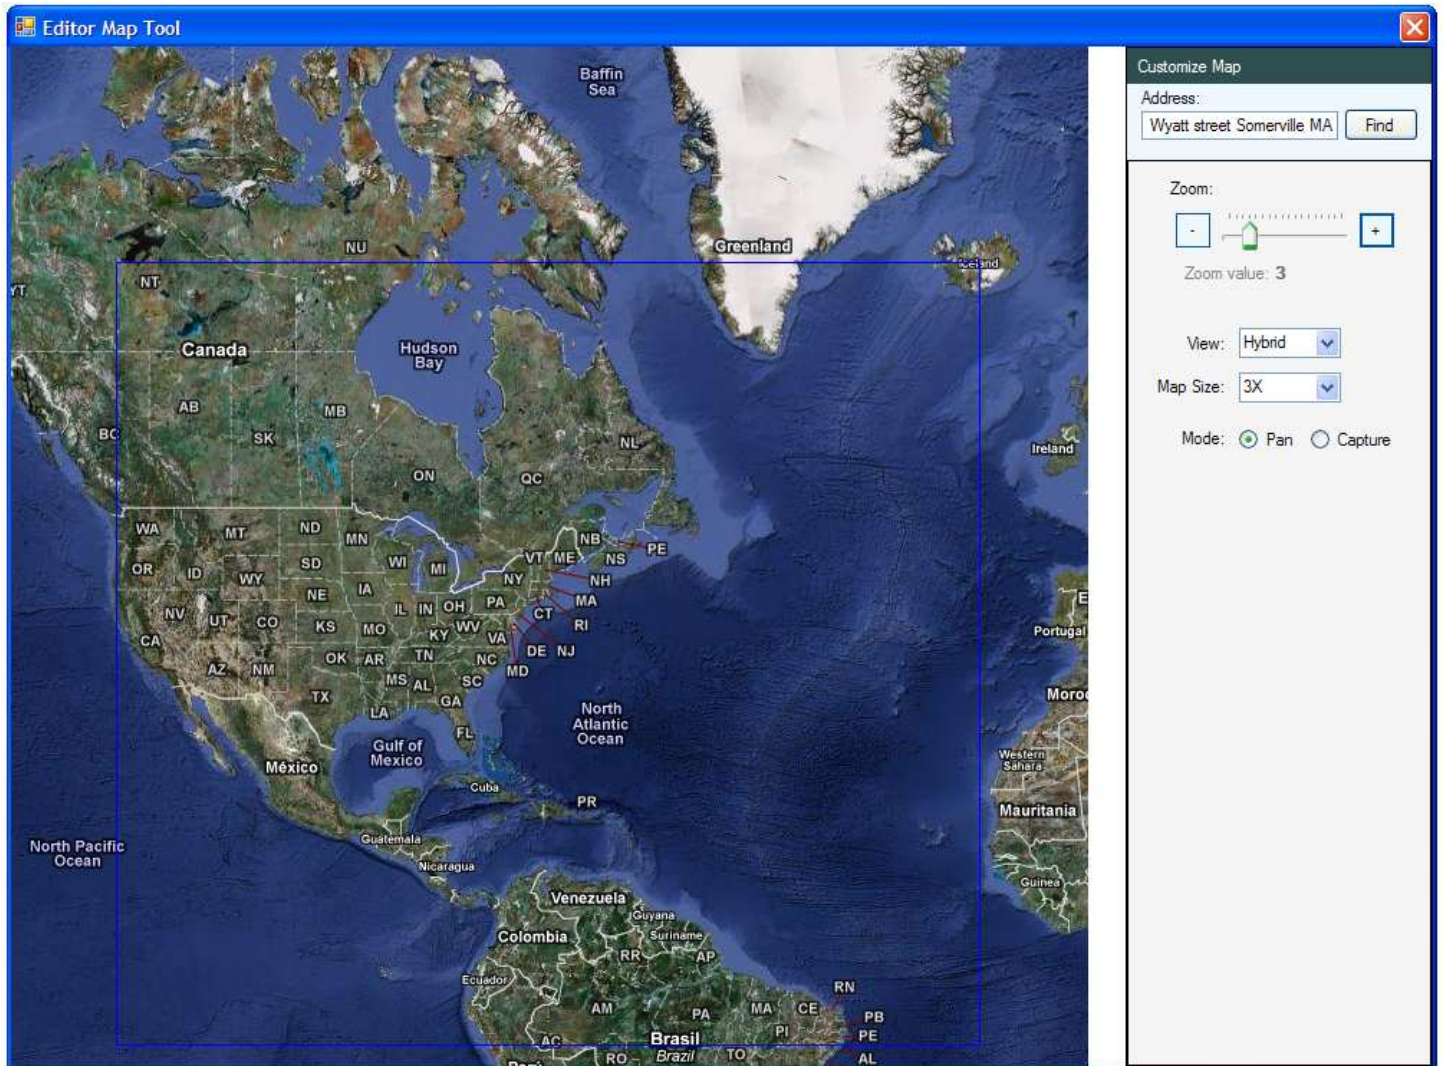 Editor Map Tool
Customize Map
Address:
Wyatt street Somerville MA
Find
Zoom:
-
+
Zoom value: 3
View: Hybrid
Map Size: 3X
Mode: Pan Capture
Baffin
Sea
Greenland
Iceland
NU
NT
YT
Canada
Hudson
Bay
AB
MB
BC
SK
NL
ON
QC
Ireland
WA
MT
ND
MN
NB
PE
OR
ID
SD
WI
MI
VT
ME
NS
WY
NY
NH
NE
IA
IL
IN
OH
PA
MA
NV
UT
CO
KS
MO
KY
WV
VA
CT
RI
CA
DE
NJ
AZ
NM
OK
AR
TN
NC
MD
TX
MS
AL
SC
GA
LA
FL
E
Portugal
Moroc
North
Atlantic
Ocean
Gulf of
Mexico
México
Cuba
PR
Western
Sahara
Mauritania
North Pacific
Ocean
Guatemala
Nicaragua
Guinea
Venezuela
Guyana
Suriname
Colombia
RR
AP
Ecuador
RN
AM
PA
MA
CE
PB
PI
PE
AC
Brasil
Brazil
RO
TO
AL